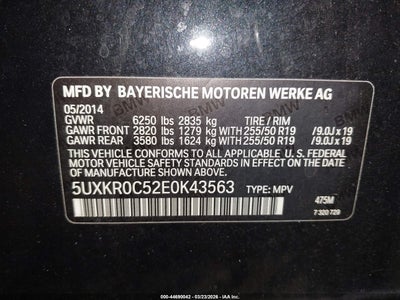 MFD BY BAYERISCHE MOTOREN WERKE AG
05/2014
GVWR 6250 lbs 2835 kg TIRE / RIM
GAWR FRONT 2820 lbs 1279 kg WITH 255/50 R19 /9.0J x 19
GAWR REAR 3580 lbs 1624 kg WITH 255/50 R19 /9.0J x 19
THIS VEHICLE CONFORMS TO ALL APPLICABLE U.S. FEDERAL
MOTOR VEHICLE SAFETY STANDARDS IN EFFECT ON THE
DATE OF MANUFACTURE SHOWN ABOVE.
5UXKR0C52E0K43563 TYPE: MPV
475M
7 320 729
000-44690042 - 03/23/2026 - IAA Inc.